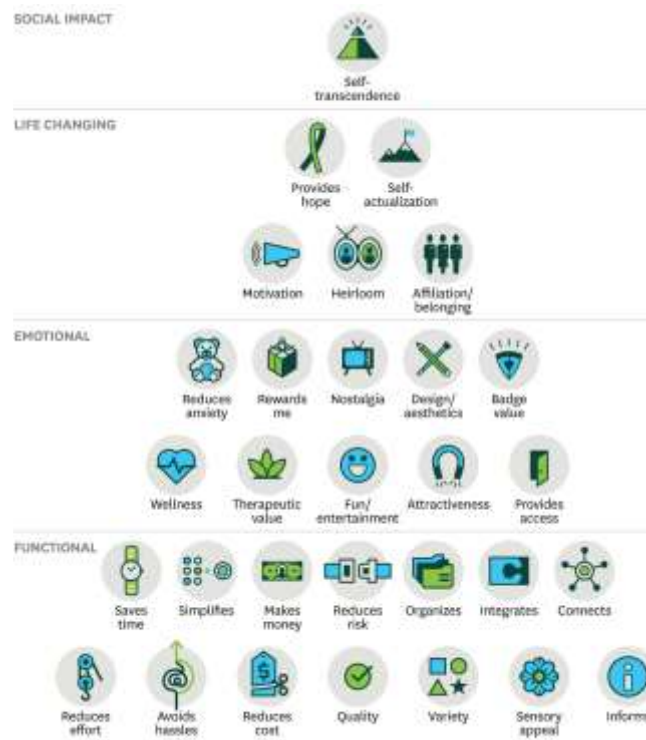 SOCIAL IMPACT
Self-
transcendence
LIFE CHANGING
Provides
hope
Self-
actualization
Motivation
Heirloom
Affiliation/
belonging
EMOTIONAL
Reduces
anxiety
Rewards
me
Nostalgia
Design/
aesthetics
Badge
value
Wellness
Therapeutic
value
Fun/
entertainment
Attractiveness
Provides
access
FUNCTIONAL
Saves
time
Simplifies
Makes
money
Reduces
risk
Organizes
Integrates
Connects
Reduces
effort
Avoids
hassles
Reduces
cost
Quality
Variety
Sensory
appeal
Inform